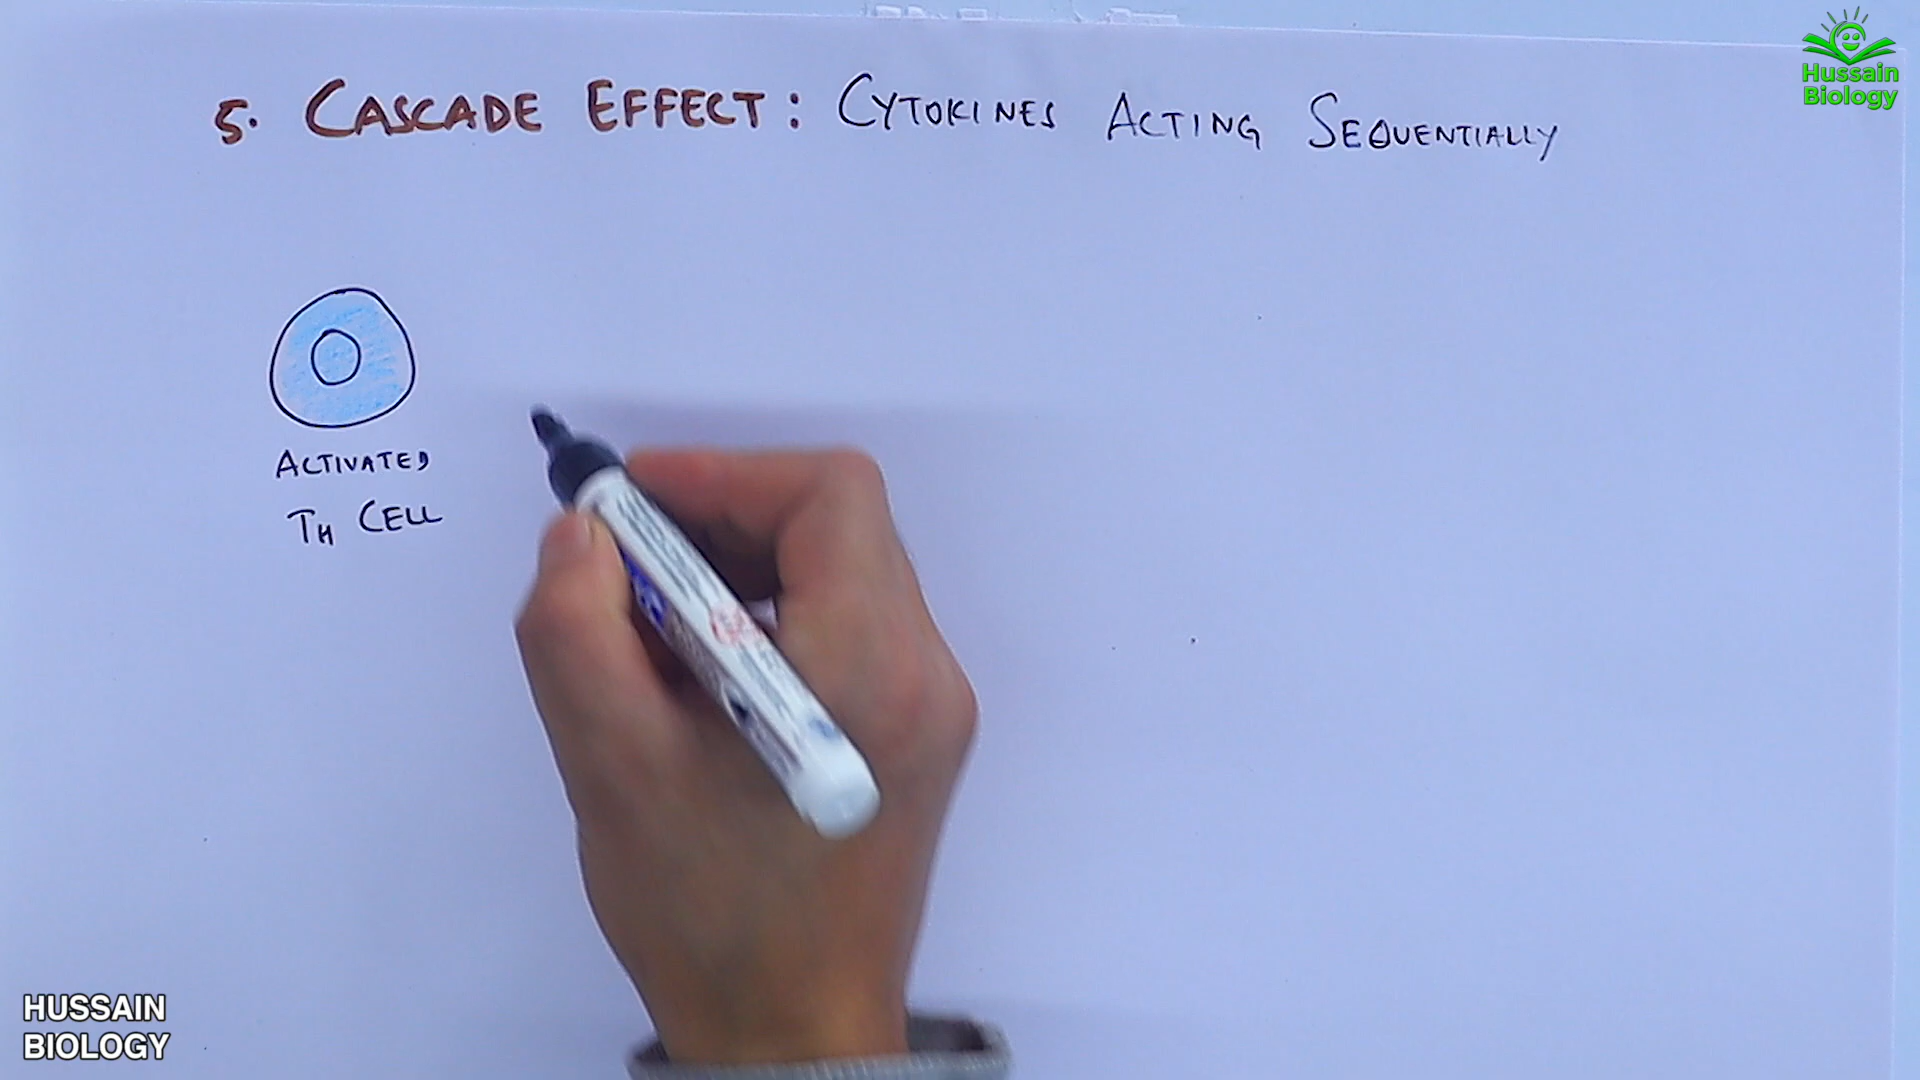 5. CASCADE EFFECT: CYTOKINES ACTING SEQUENTIALLY
Hussain
Biology
ACTIVATED
TH CELL
HUSSAIN
BIOLOGY